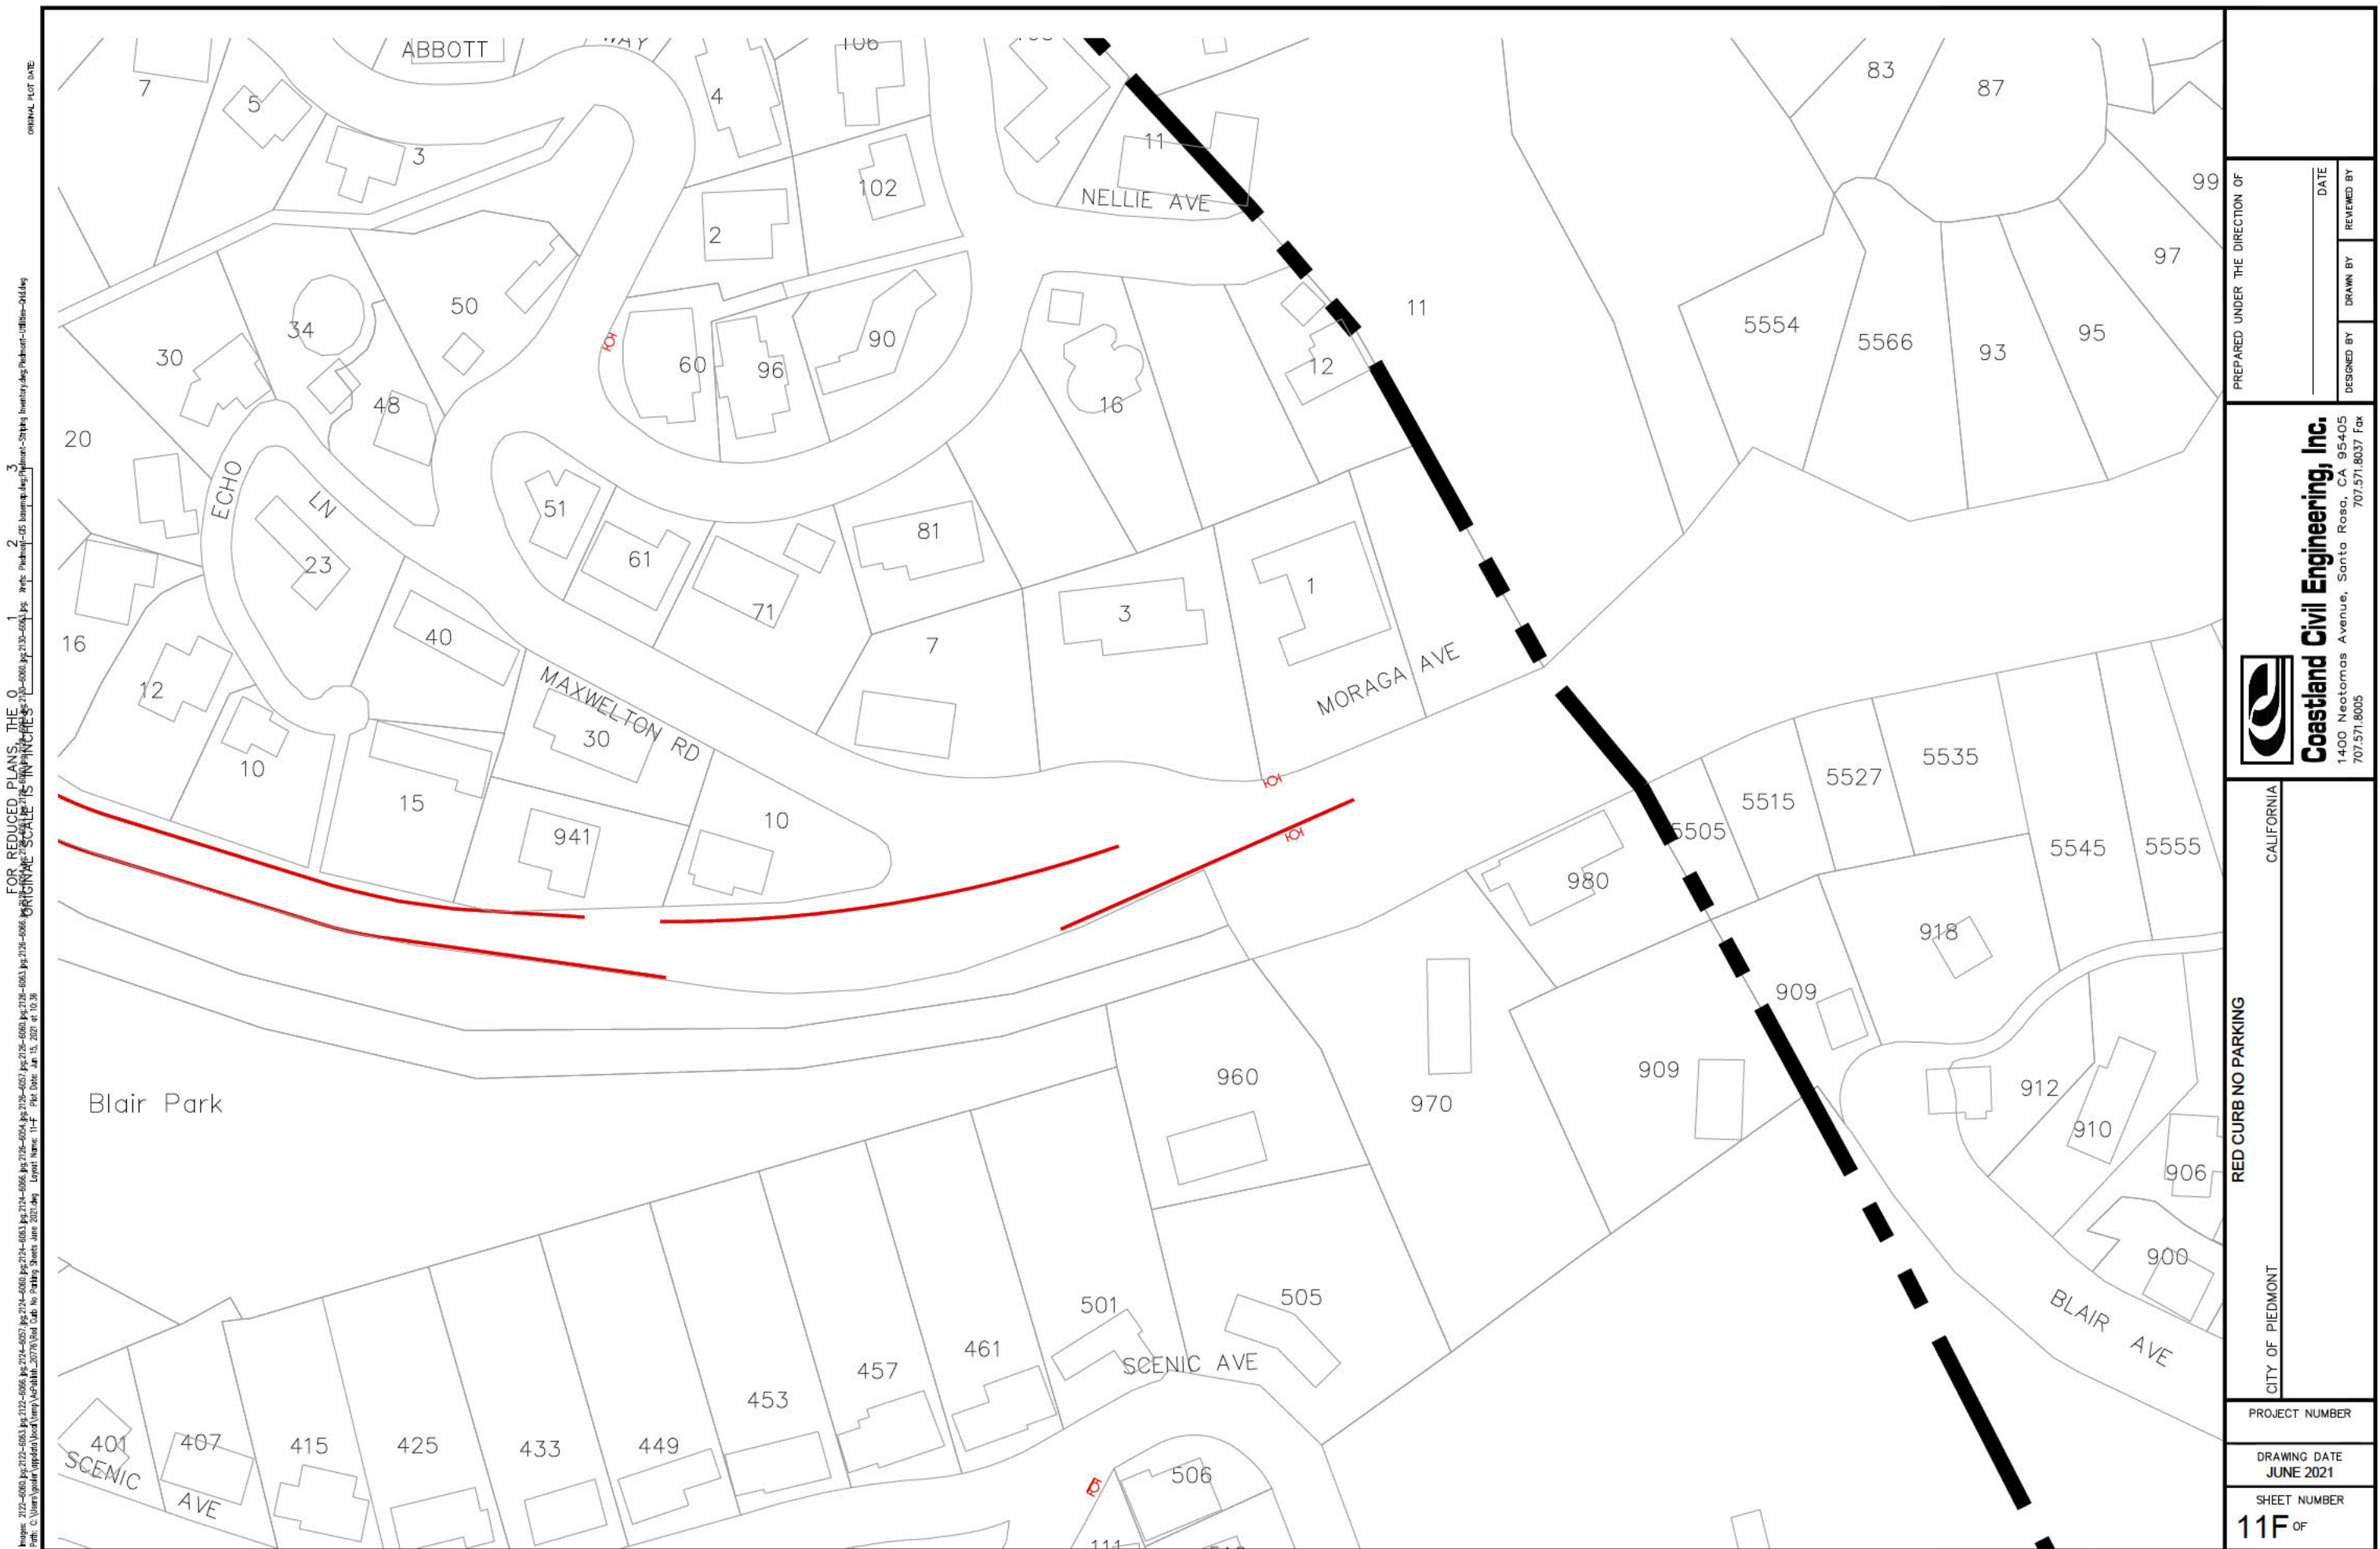 ABBOTT
WAY
106
7
5
4
3
83
87
11
102
99
NELLIE AVE
2
97
50
11
34
5554
30
90
5566
95
60
96
12
93
48
16
20
ECHO
LN
51
81
61
23
1
71
3
40
7
16
12
MAXWELTON RD
MORAGA AVE
30
10
5535
5527
15
5515
10
941
5505
5545
5555
980
918
909
960
909
912
Blair Park
970
910
906
900
505
501
BLAIR AVE
461
SCENIC AVE
457
453
401
407
415
425
433
449
SCENIC
AVE
506
111
ORIGINAL PLOT DATE:
FOR REDUCED PLANS, THE
ORIGINAL SCALE IS IN INCHES
0 1 2 3
PREPARED UNDER THE DIRECTION OF
DATE
DESIGNED BY
DRAWN BY
REVIEWED BY
Coastland Civil Engineering, Inc.
1400 Neotomas Avenue, Santa Rosa, CA 95405
707.571.8005
707.571.8037 Fax
RED CURB NO PARKING
CITY OF PIEDMONT
CALIFORNIA
PROJECT NUMBER
DRAWING DATE
JUNE 2021
SHEET NUMBER
11F OF